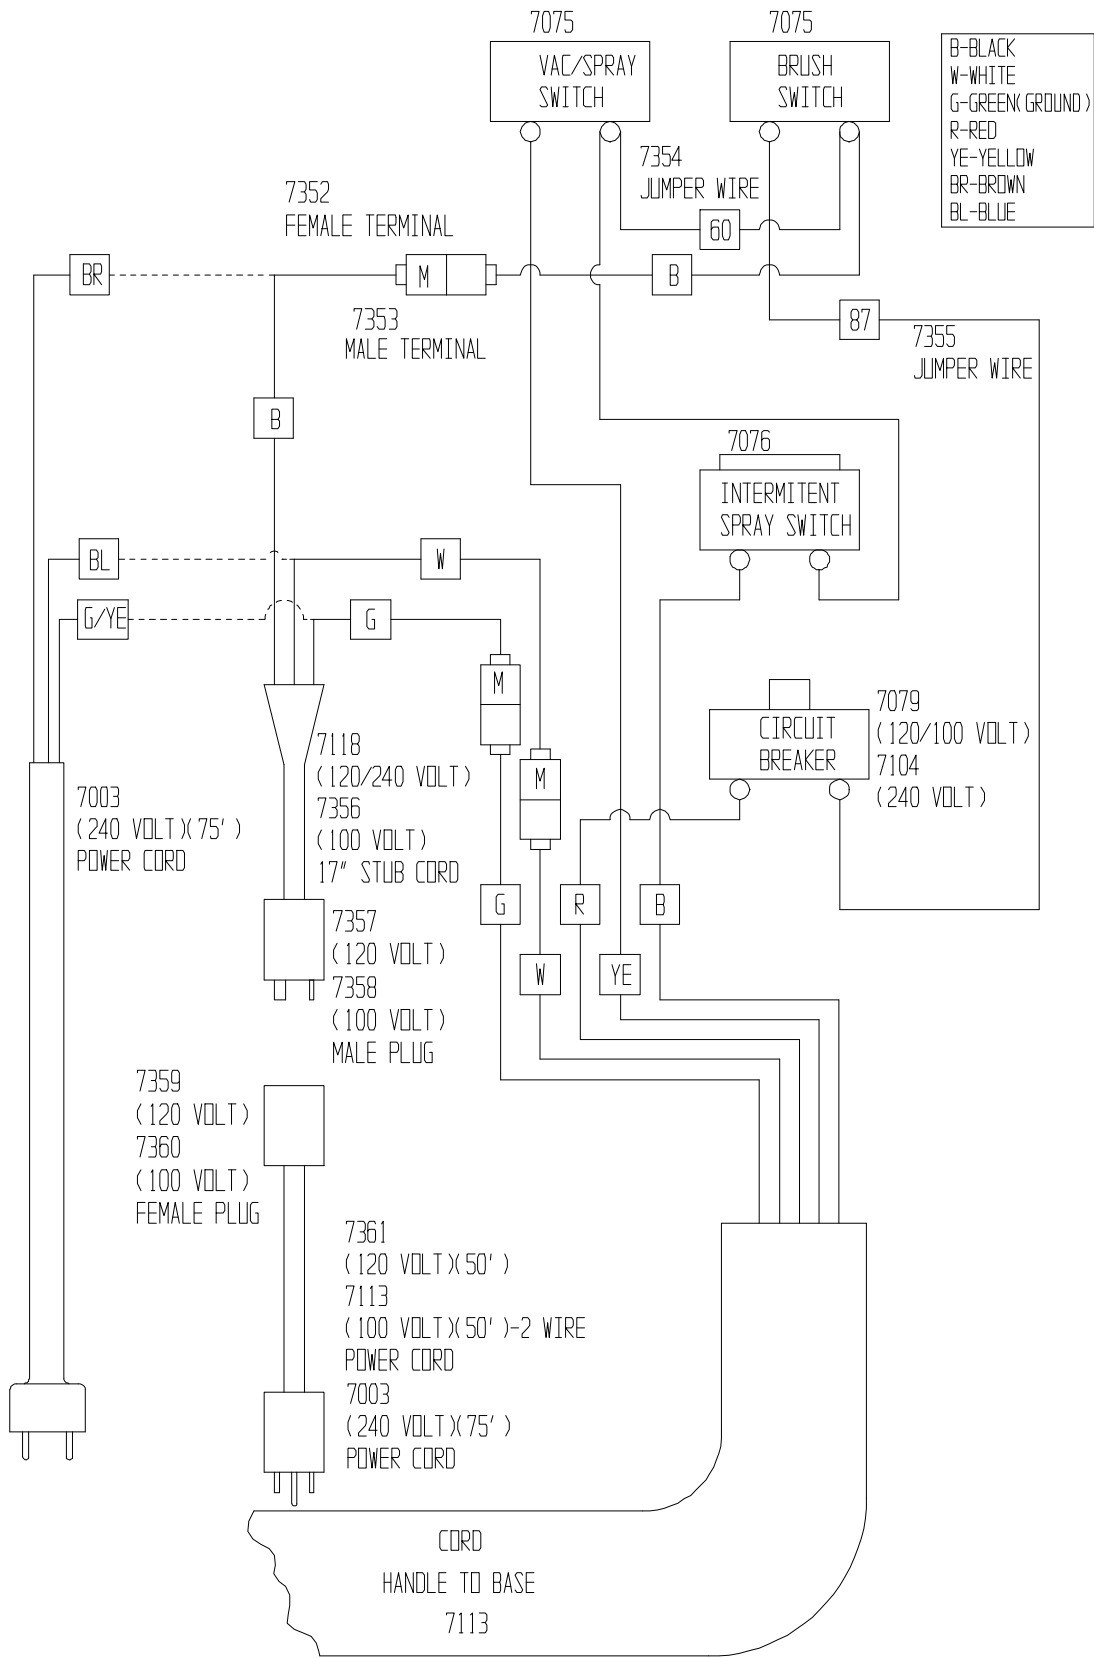 7075
VAC/SPRAY
SWITCH
7075
BRUSH
SWITCH
B-BLACK
W-WHITE
G-GREEN(GROUND)
R-RED
YE-YELLOW
BR-BROWN
BL-BLUE
7354
JUMPER WIRE
60
7352
FEMALE TERMINAL
BR
M
B
7353
MALE TERMINAL
87
7355
JUMPER WIRE
B
7076
INTERMITENT
SPRAY SWITCH
BL
W
G/YE
G
M
M
7118
(120/240 VOLT)
7356
(100 VOLT)
17" STUB CORD
CIRCUIT
BREAKER
7079
(120/100 VOLT)
7104
(240 VOLT)
7003
(240 VOLT)(75')
POWER CORD
G
R
B
W
YE
7357
(120 VOLT)
7358
(100 VOLT)
MALE PLUG
7359
(120 VOLT)
7360
(100 VOLT)
FEMALE PLUG
7361
(120 VOLT)(50')
7113
(100 VOLT)(50')-2 WIRE
POWER CORD
7003
(240 VOLT)(75')
POWER CORD
CORD
HANDLE TO BASE
7113